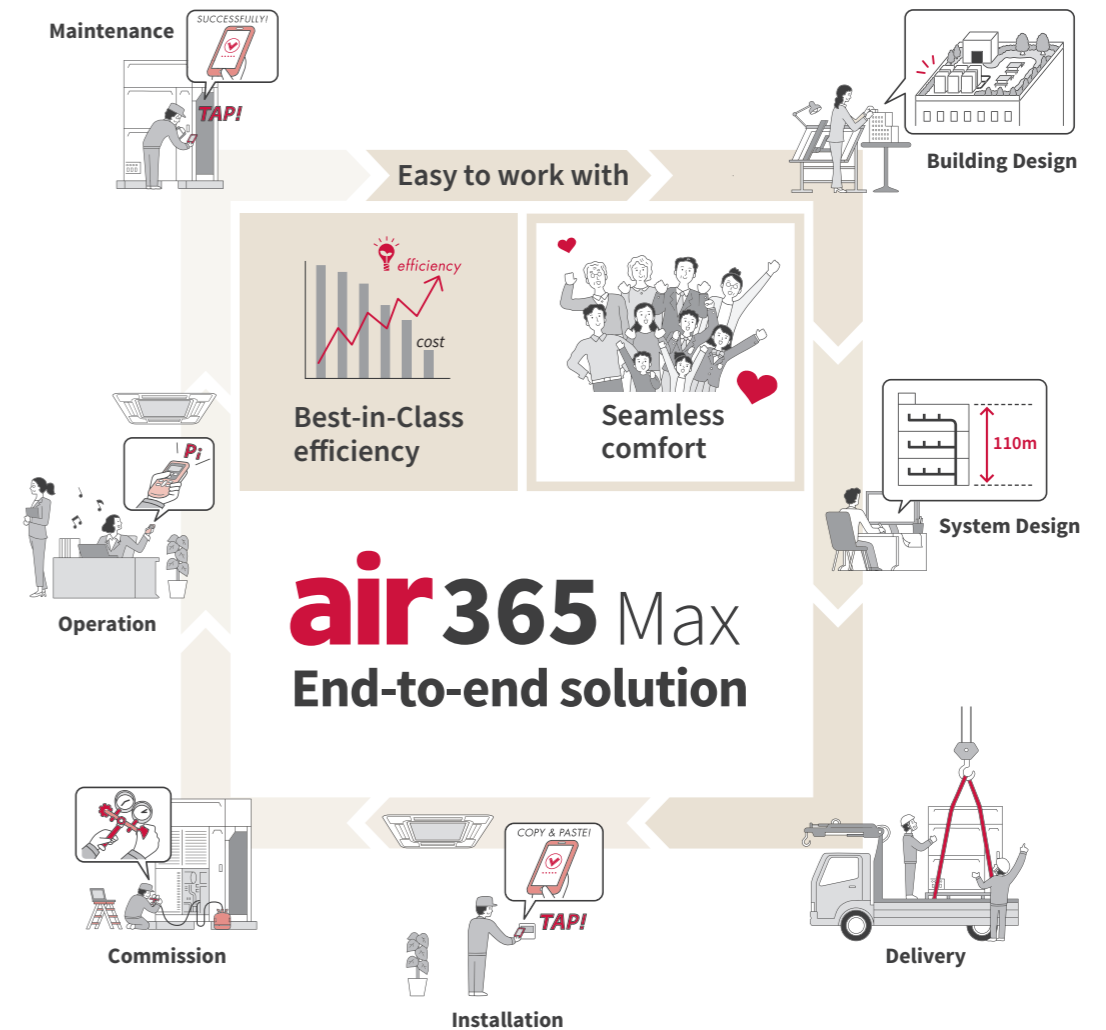 Maintenance
SUCCESSFULLY!
TAP!
Easy to work with
Building Design
efficiency
cost
Best-in-Class
efficiency
Seamless
comfort
110m
System Design
Pi
Operation
air 365 Max
End-to-end solution
Commission
COPY & PASTE!
TAP!
Installation
Delivery